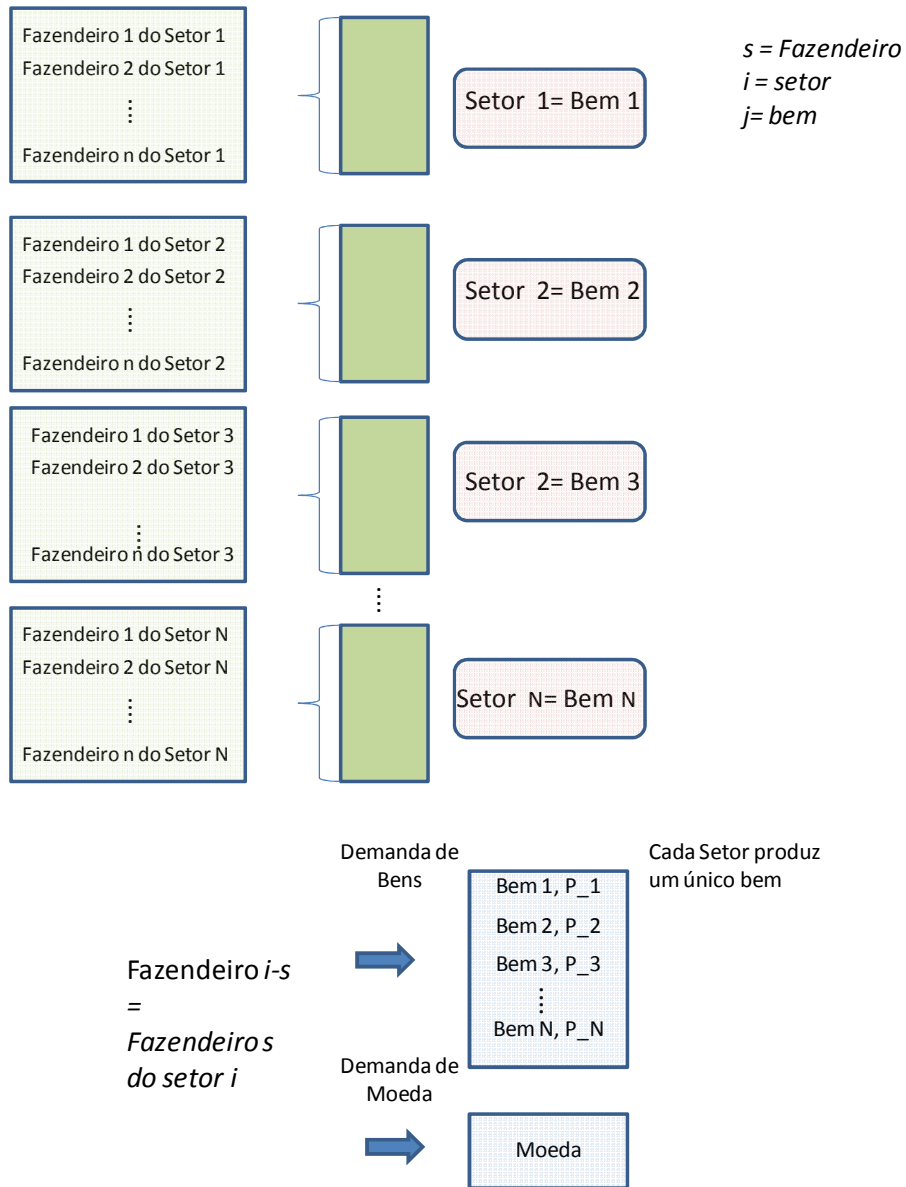 Fazendeiro 1 do Setor 1
Fazendeiro 2 do Setor 1
Fazendeiro n do Setor 1
Setor 1= Bem 1
s = Fazendeiro
i = setor
j= bem
Fazendeiro 1 do Setor 2
Fazendeiro 2 do Setor 2
Fazendeiro n do Setor 2
Setor 2= Bem 2
Fazendeiro 1 do Setor 3
Fazendeiro 2 do Setor 3
Fazendeiro n do Setor 3
Setor 2= Bem 3
Fazendeiro 1 do Setor N
Fazendeiro 2 do Setor N
Fazendeiro n do Setor N
Setor N= Bem N
Demanda de
Bens
Cada Setor produz
um único bem
Bem 1, P_1
Bem 2, P_2
Bem 3, P_3
Bem N, P_N
Fazendeiro i-s
=
Fazendeiro s
do setor i
Demanda de
Moeda
Moeda